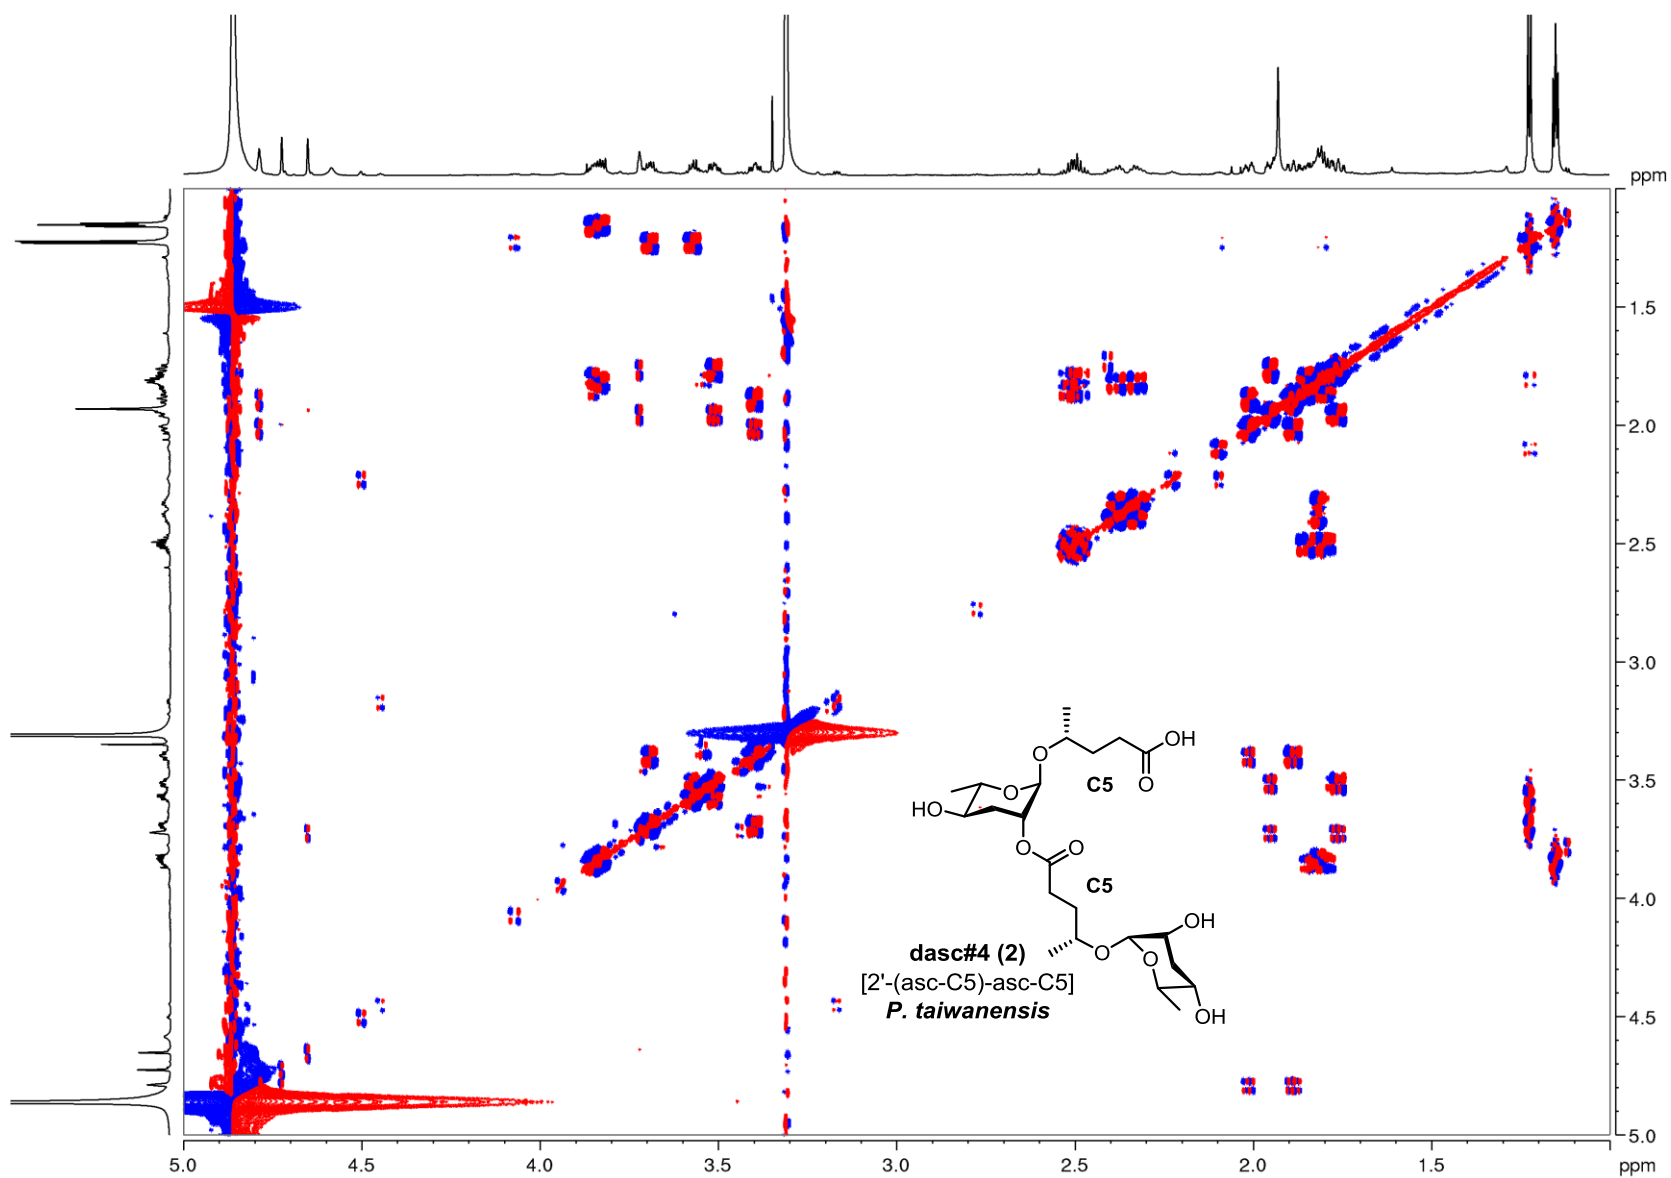 ppm
1.5
2.0
2.5
3.0
3.5
4.0
4.5
5.0
5.0 4.5 4.0 3.5 3.0 2.5 2.0 1.5 ppm
OH
O
O
C5
O
HO
O
O
C5
OH
O
O
OH
dasc#4 (2)
[2'-(asc-C5)-asc-C5]
P. taiwanensis